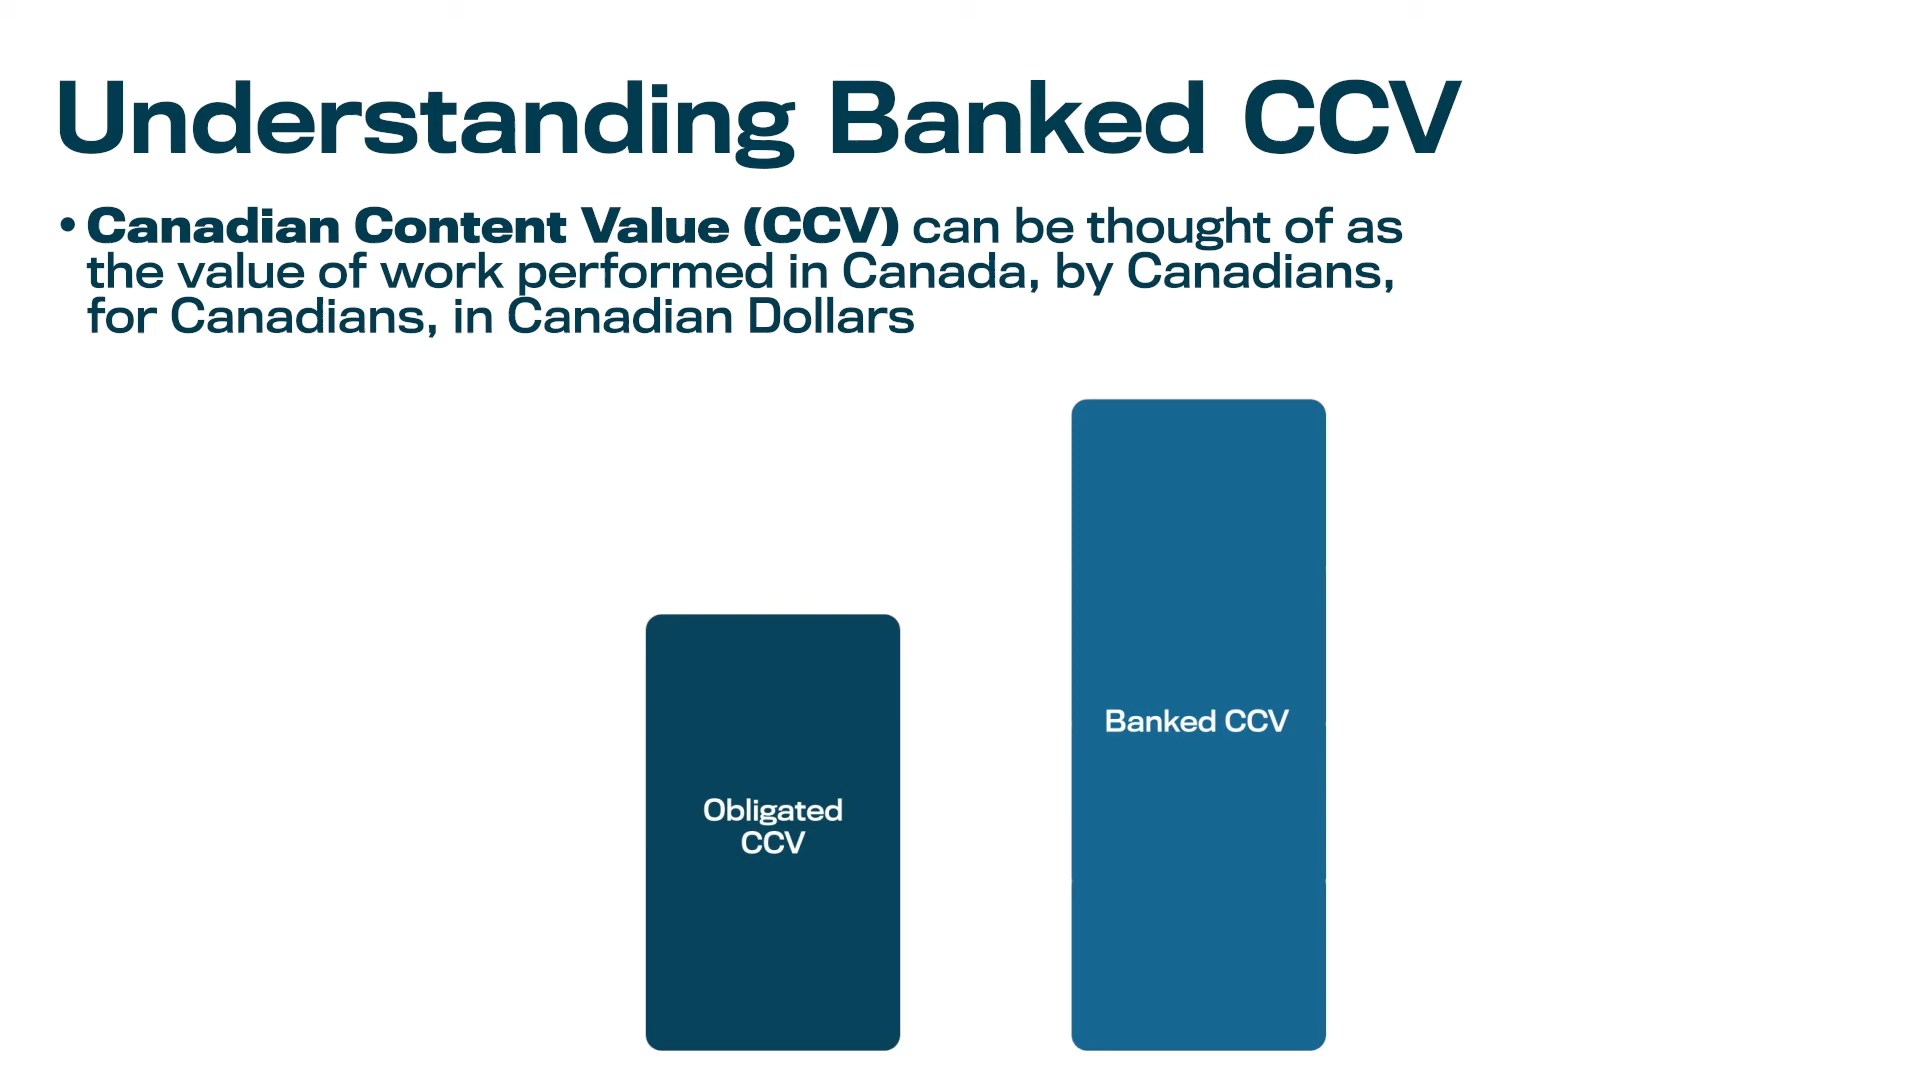 Understanding Banked CCV
• Canadian Content Value (CCV) can be thought of as
the value of work performed in Canada, by Canadians,
for Canadians, in Canadian Dollars
Banked CCV
Obligated
CCV